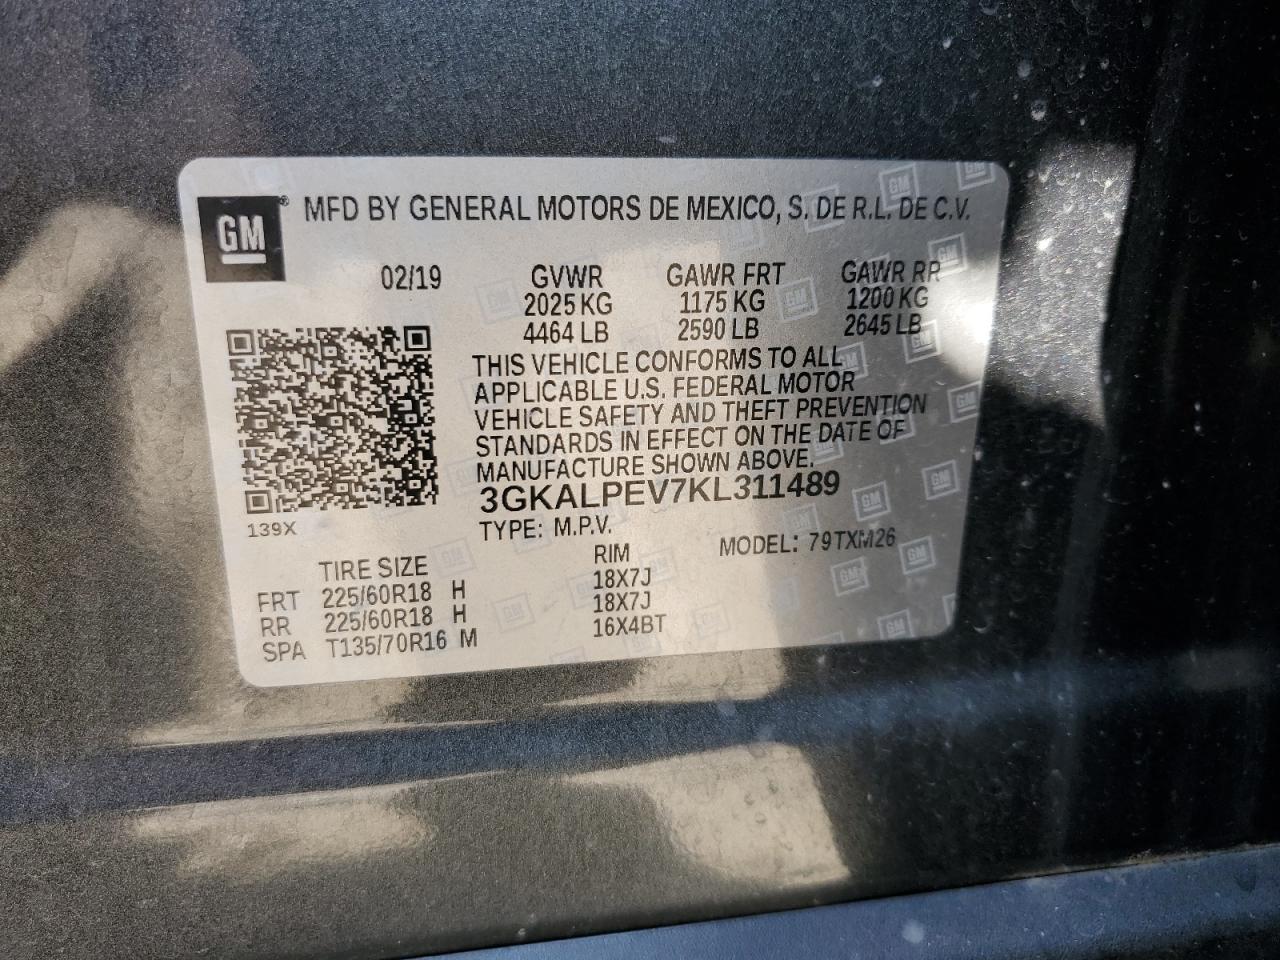 GM ® MFD BY GENERAL MOTORS DE MEXICO, S. DE R.L. DE C.V.
02/19 GVWR GAWR FRT GAWR RR
2025 KG 1175 KG 1200 KG
4464 LB 2590 LB 2645 LB
THIS VEHICLE CONFORMS TO ALL
APPLICABLE U.S. FEDERAL MOTOR
VEHICLE SAFETY AND THEFT PREVENTION
STANDARDS IN EFFECT ON THE DATE OF
MANUFACTURE SHOWN ABOVE.
3GKALPEV7KL311489
139X TYPE: M.P.V. MODEL: 79TXM26
TIRE SIZE RIM
FRT 225/60R18 H 18X7J
RR 225/60R18 H 18X7J
SPA T135/70R16 M 16X4BT